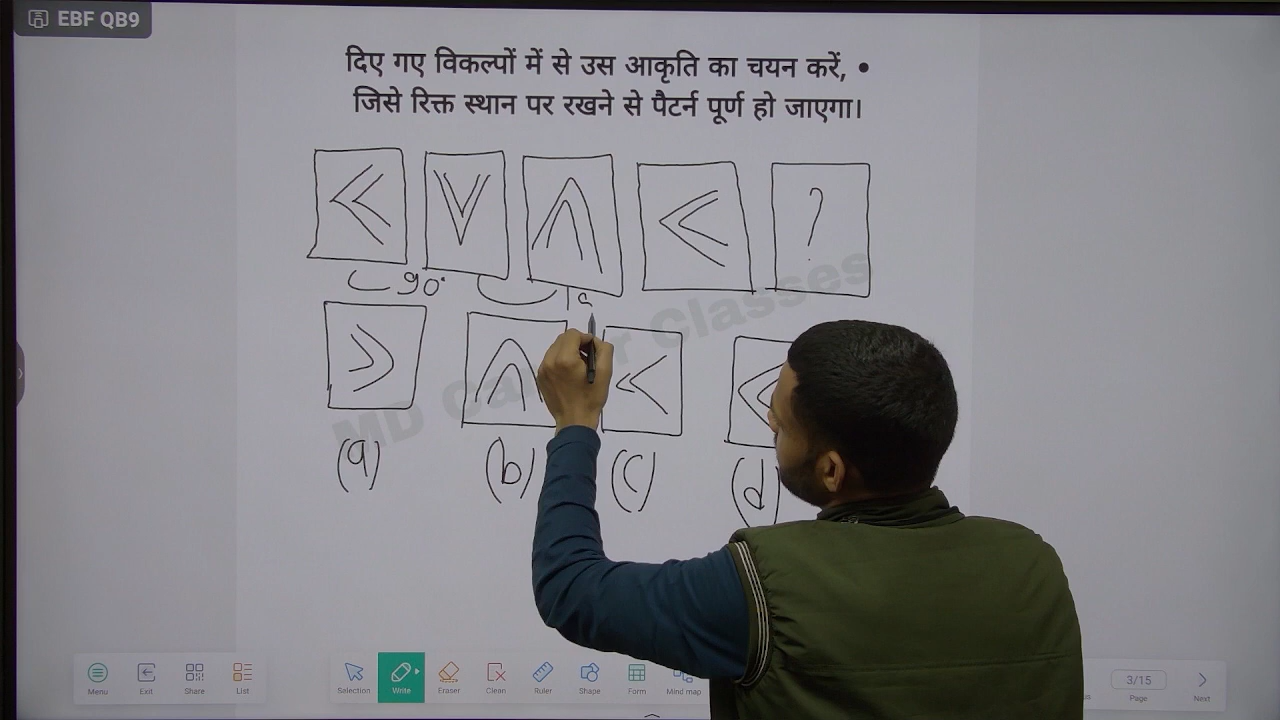 EBF QB9
दिए गए विकल्पों में से उस आकृति का चयन करें, •
जिसे रिक्त स्थान पर रखने से पैटर्न पूर्ण हो जाएगा।
?
90°
(a) (b) (c) (d)
Menu Exit Share List Selection Write Eraser Clean Ruler Shape Form Mind map Page Next
3/15